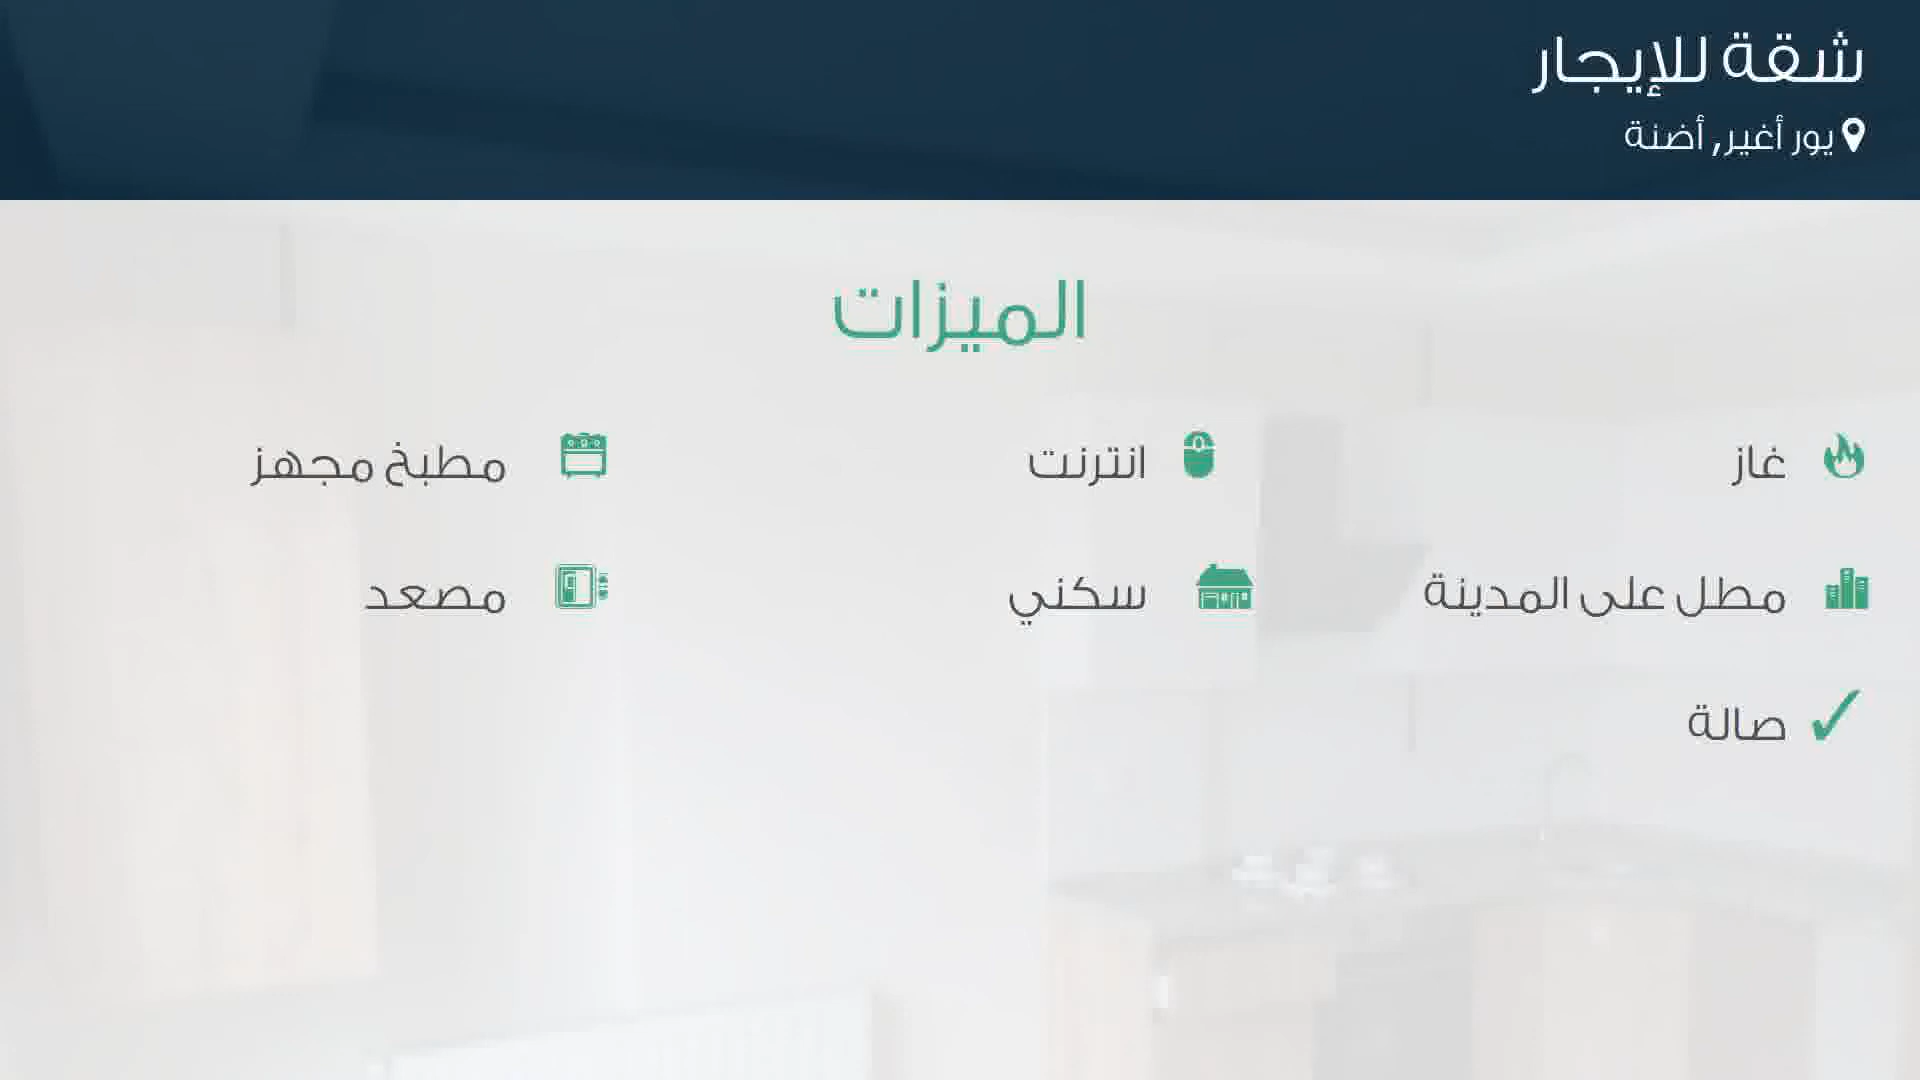 شقة للإيجار
يور أغير, أضنة
الميزات
غاز
انترنت
مطبخ مجهز
مطل على المدينة
سكني
مصعد
صالة